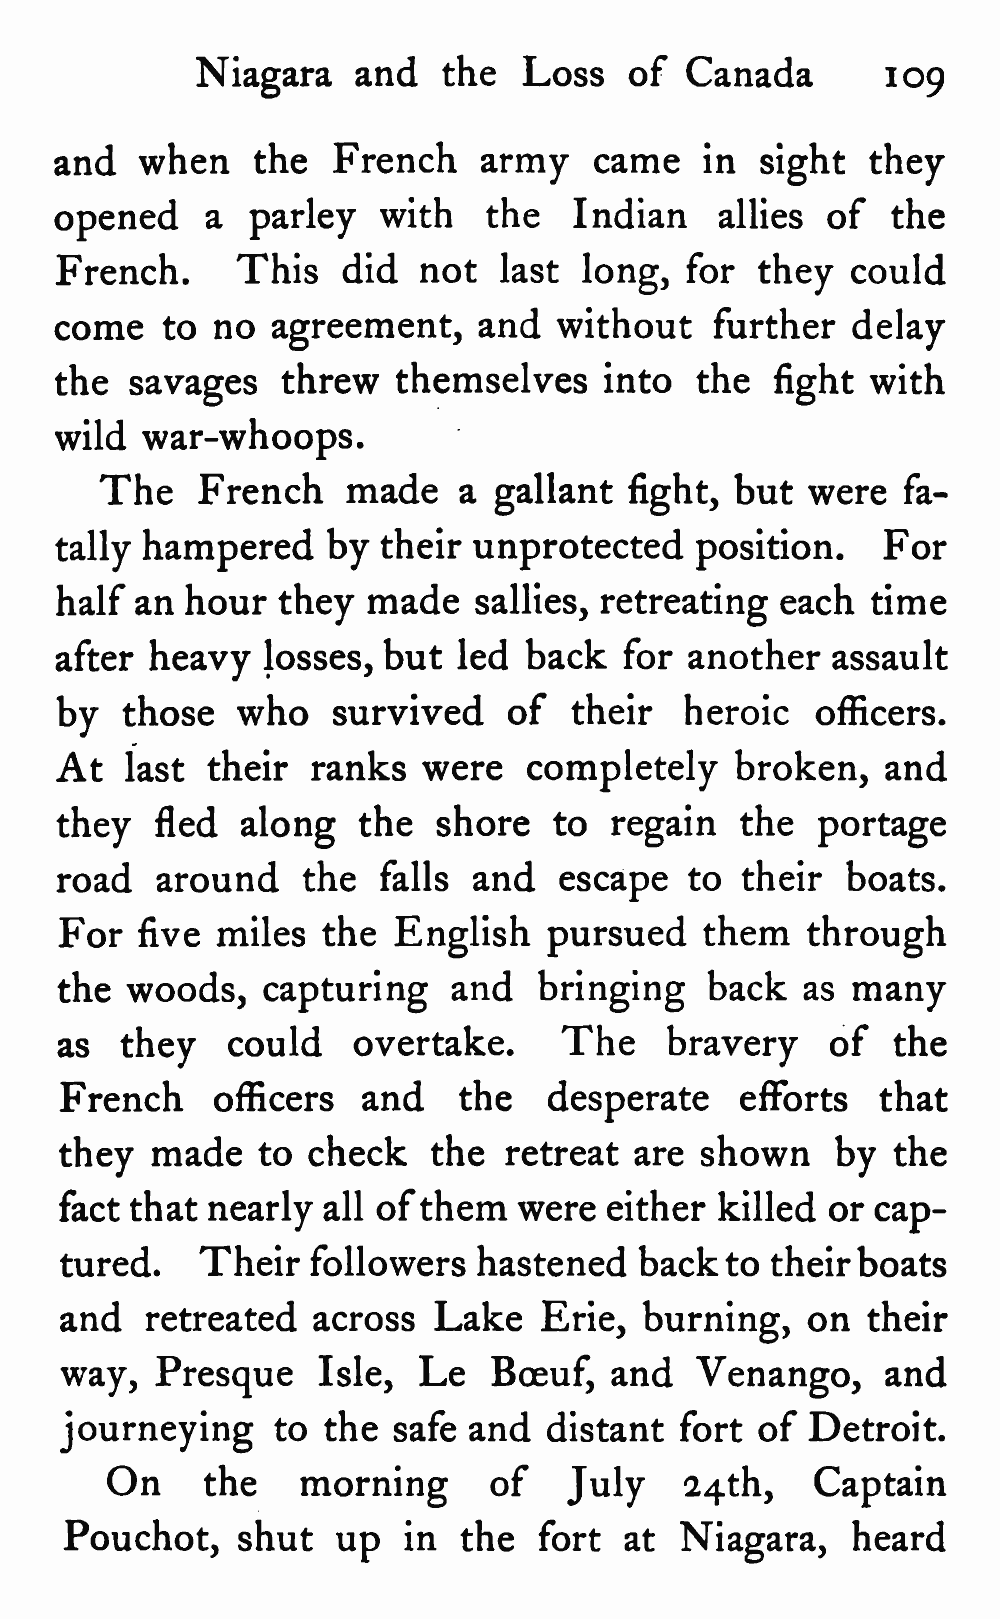 Niagara and the Loss of Canada 109
and when the French army came in sight they
opened a parley with the Indian allies of the
French. This did not last long, for they could
come to no agreement, and without further delay
the savages threw themselves into the fight with
wild war-whoops.
The French made a gallant fight, but were fa-
tally hampered by their unprotected position. For
half an hour they made sallies, retreating each time
after heavy losses, but led back for another assault
by those who survived of their heroic officers.
At last their ranks were completely broken, and
they fled along the shore to regain the portage
road around the falls and escape to their boats.
For five miles the English pursued them through
the woods, capturing and bringing back as many
as they could overtake. The bravery of the
French officers and the desperate efforts that
they made to check the retreat are shown by the
fact that nearly all of them were either killed or cap-
tured. Their followers hastened back to their boats
and retreated across Lake Erie, burning, on their
way, Presque Isle, Le Bœuf, and Venango, and
journeying to the safe and distant fort of Detroit.
On the morning of July 24th, Captain
Pouchot, shut up in the fort at Niagara, heard